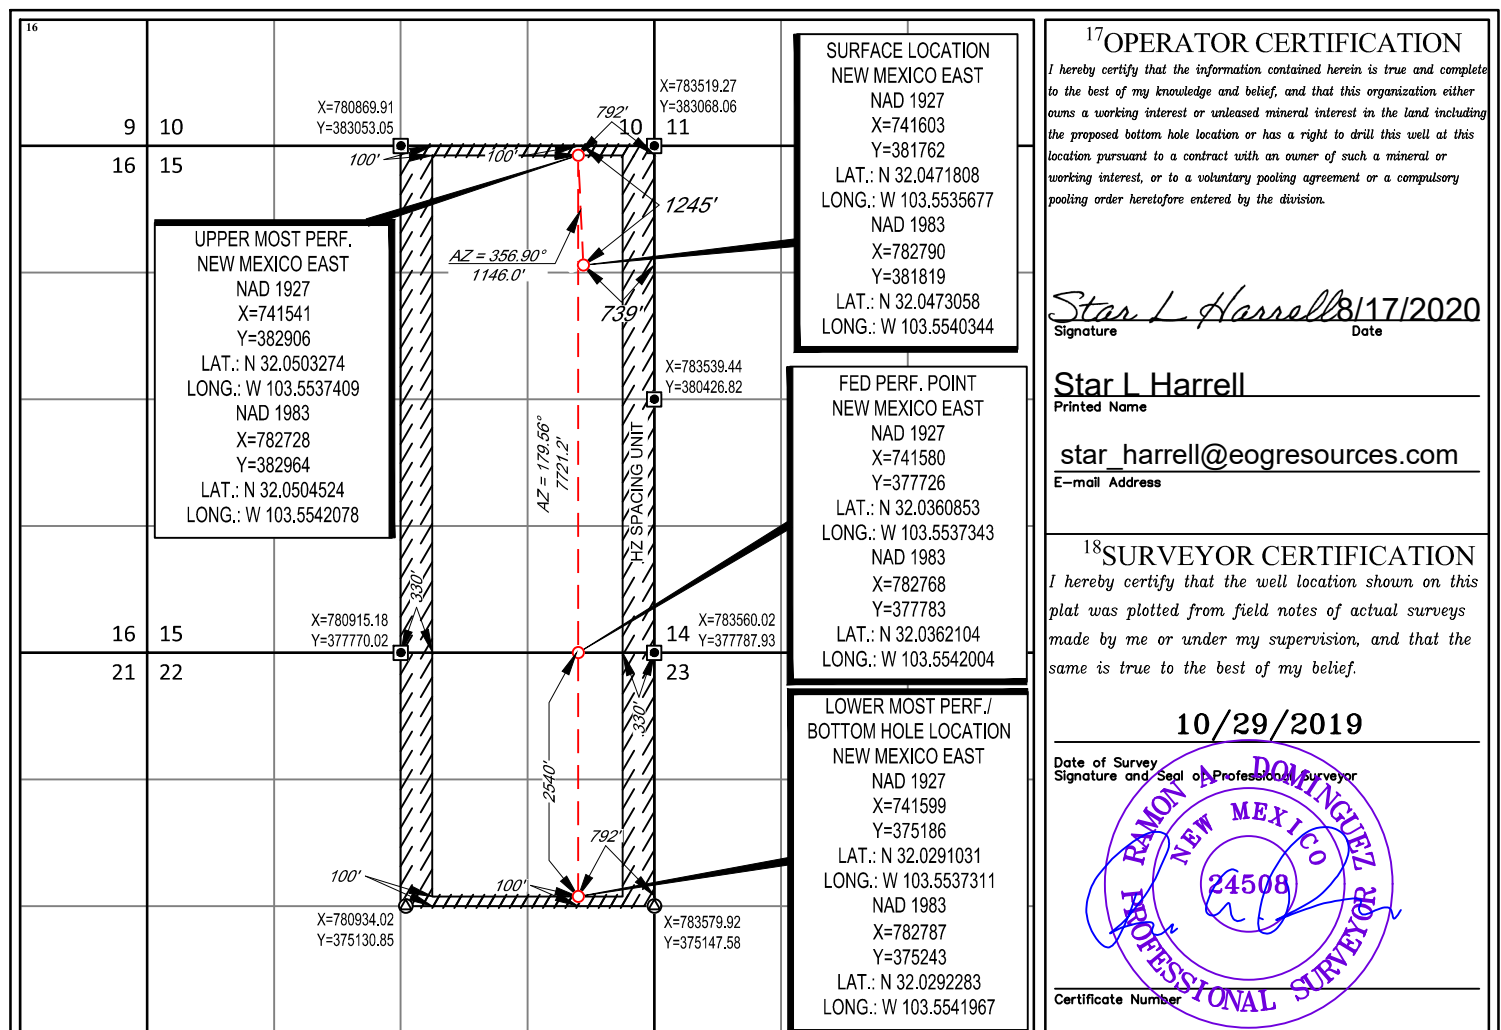 16
9 10
16 15
X=780869.91
Y=383053.05
X=783519.27
Y=383068.06
792'
10 11
100'
100'
1245'
AZ = 356.90°
1146.0'
739'
UPPER MOST PERF.
NEW MEXICO EAST
NAD 1927
X=741541
Y=382906
LAT.: N 32.0503274
LONG.: W 103.5537409
NAD 1983
X=782728
Y=382964
LAT.: N 32.0504524
LONG.: W 103.5542078
SURFACE LOCATION
NEW MEXICO EAST
NAD 1927
X=741603
Y=381762
LAT.: N 32.0471808
LONG.: W 103.5535677
NAD 1983
X=782790
Y=381819
LAT.: N 32.0473058
LONG.: W 103.5540344
X=783539.44
Y=380426.82
AZ = 179.56°
7721.2'
HZ SPACING UNIT
FED PERF. POINT
NEW MEXICO EAST
NAD 1927
X=741580
Y=377726
LAT.: N 32.0360853
LONG.: W 103.5537343
NAD 1983
X=782768
Y=377783
LAT.: N 32.0362104
LONG.: W 103.5542004
330'
X=780915.18
Y=377770.02
X=783560.02
Y=377787.93
16 15
21 22
14
23
330'
2540'
792'
100'
100'
X=780934.02
Y=375130.85
X=783579.92
Y=375147.58
LOWER MOST PERF./
BOTTOM HOLE LOCATION
NEW MEXICO EAST
NAD 1927
X=741599
Y=375186
LAT.: N 32.0291031
LONG.: W 103.5537311
NAD 1983
X=782787
Y=375243
LAT.: N 32.0292283
LONG.: W 103.5541967
17OPERATOR CERTIFICATION
I hereby certify that the information contained herein is true and complete
to the best of my knowledge and belief, and that this organization either
owns a working interest or unleased mineral interest in the land including
the proposed bottom hole location or has a right to drill this well at this
location pursuant to a contract with an owner of such a mineral or
working interest, or to a voluntary pooling agreement or a compulsory
pooling order heretofore entered by the division.
Star L Harrell 8/17/2020
Signature Date
Star L Harrell
Printed Name
star_harrell@eogresources.com
E-mail Address
18SURVEYOR CERTIFICATION
I hereby certify that the well location shown on this
plat was plotted from field notes of actual surveys
made by me or under my supervision, and that the
same is true to the best of my belief.
10/29/2019
Date of Survey
Signature and Seal of Professional Surveyor
RAMON A. DOMINGUEZ
NEW MEXICO
24508
PROFESSIONAL SURVEYOR
Certificate Number